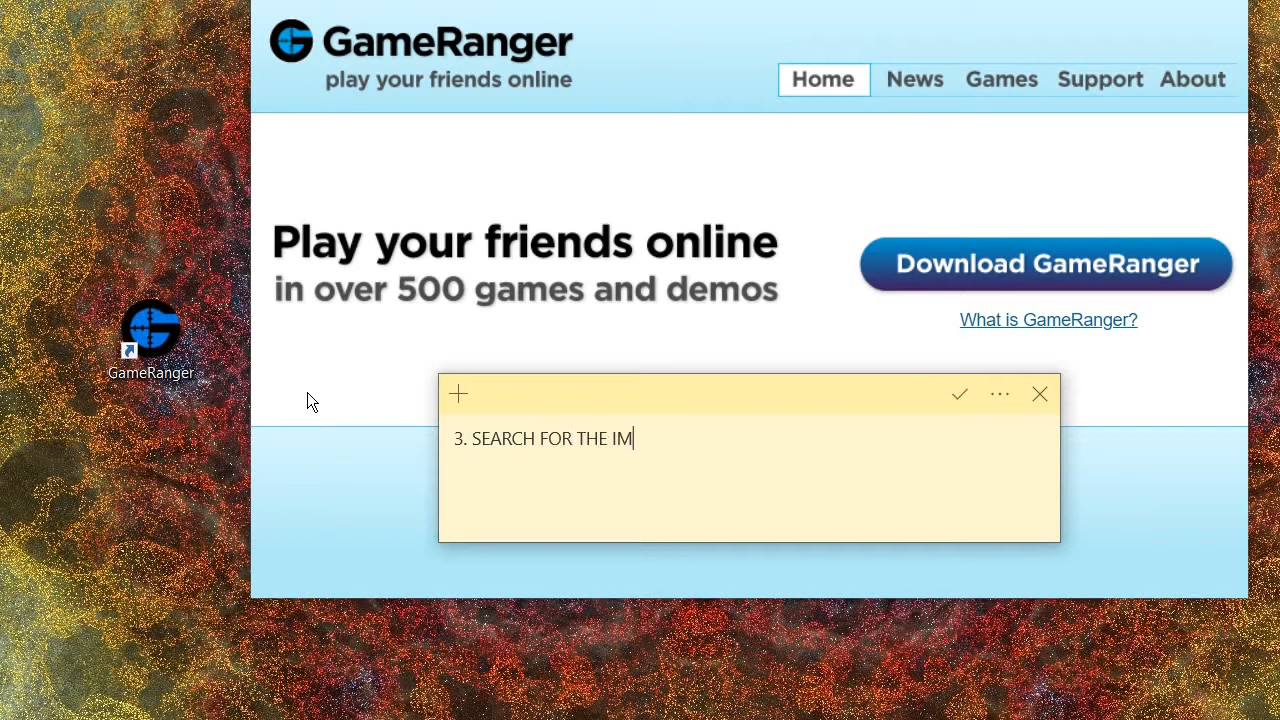 GameRanger
play your friends online
Home News Games Support About
Play your friends online
in over 500 games and demos
Download GameRanger
What is GameRanger?
GameRanger
3. SEARCH FOR THE IM